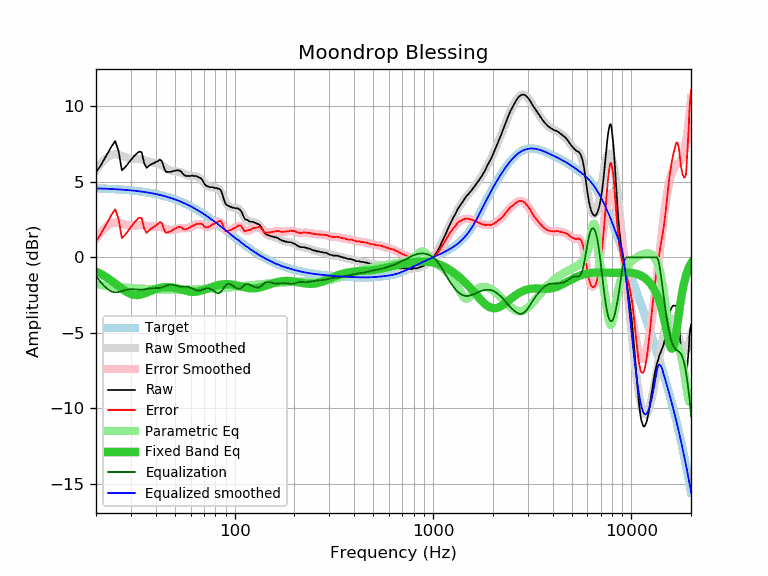 Moondrop Blessing
Amplitude (dBr)
10
5
0
−5
−10
−15
Target
Raw Smoothed
Error Smoothed
Raw
Error
Parametric Eq
Fixed Band Eq
Equalization
Equalized smoothed
100
1000
10000
Frequency (Hz)